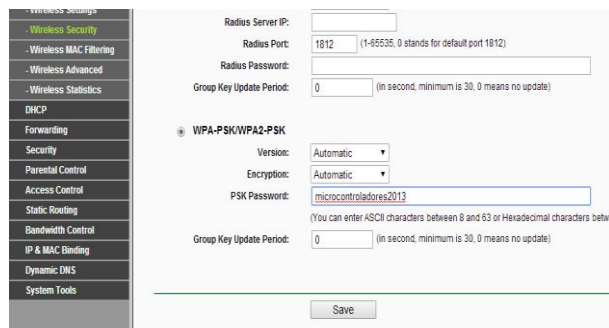 - Wireless Settings
- Wireless Security
- Wireless MAC Filtering
- Wireless Advanced
- Wireless Statistics
DHCP
Forwarding
Security
Parental Control
Access Control
Static Routing
Bandwidth Control
IP & MAC Binding
Dynamic DNS
System Tools
Radius Server IP:
Radius Port: 1812 (1-65535, 0 stands for default port 1812)
Radius Password:
Group Key Update Period: 0 (in second, minimum is 30, 0 means no update)
WPA-PSK/WPA2-PSK
Version: Automatic
Encryption: Automatic
PSK Password: microcontroladores2013
(You can enter ASCII characters between 8 and 63 or Hexadecimal characters betw
Group Key Update Period: 0 (in second, minimum is 30, 0 means no update)
Save